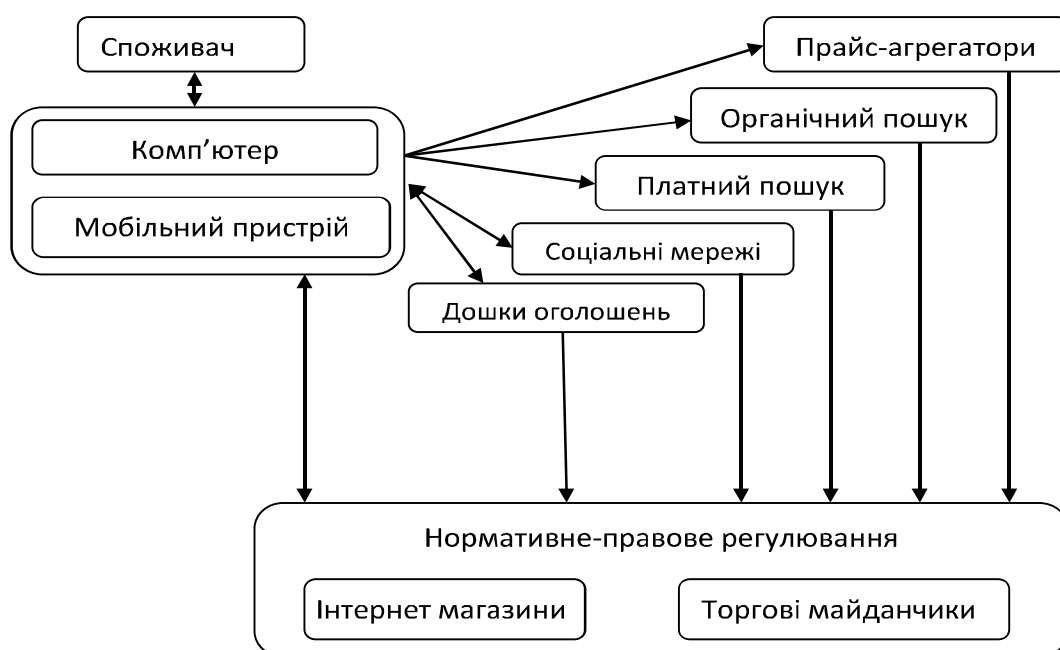 Споживач
Прайс-агрегатори
Органічний пошук
Комп’ютер
Платний пошук
Мобільний пристрій
Соціальні мережі
Дошки оголошень
Нормативне-правове регулювання
Інтернет магазини
Торгові майданчики